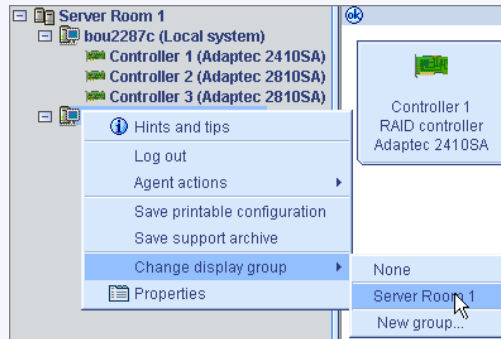 Server Room 1
bou2287c (Local system)
Controller 1 (Adaptec 2410SA)
Controller 2 (Adaptec 2810SA)
Controller 3 (Adaptec 2810SA)
Hints and tips
Log out
Agent actions
Save printable configuration
Save support archive
Change display group
Properties
ok
Controller 1
RAID controller
Adaptec 2410SA
None
Server Room 1
New group...